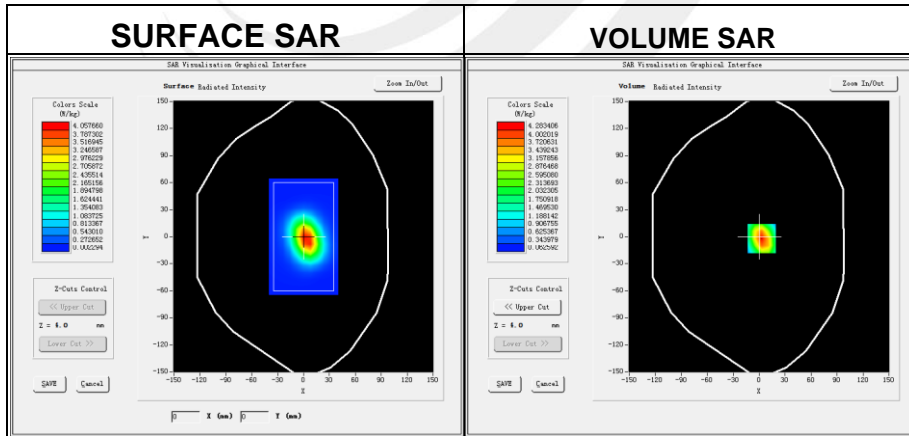 SURFACE SAR
VOLUME SAR
SAR Visualisation Graphical Interface
Surface Radiated Intensity
Zoom In/Out
Colors Scale
(W/kg)
4.057660
3.787302
3.516945
3.246587
2.976229
2.705872
2.435514
2.165156
1.894798
1.624441
1.354083
1.083725
0.813367
0.543010
0.272652
0.002294
150
120
90
60
30
0
-30
-60
-90
-120
-150
Y
-150 -120 -90 -60 -30 0 30 60 90 120 150
X
Z-Cuts Control
<< Upper Cut
Z = 4.0 mm
Lower Cut >>
SAVE Cancel
0 X (mm) 0 Y (mm)
SAR Visualisation Graphical Interface
Volume Radiated Intensity
Zoom In/Out
Colors Scale
(W/kg)
4.283406
4.002019
3.720631
3.439243
3.157856
2.876468
2.595080
2.313693
2.032305
1.750918
1.469530
1.188142
0.906755
0.625367
0.343979
0.062592
150
120
90
60
30
0
-30
-60
-90
-120
-150
Y
-150 -120 -90 -60 -30 0 30 60 90 120 150
X
Z-Cuts Control
<< Upper Cut
Z = 4.0 mm
Lower Cut >>
SAVE Cancel